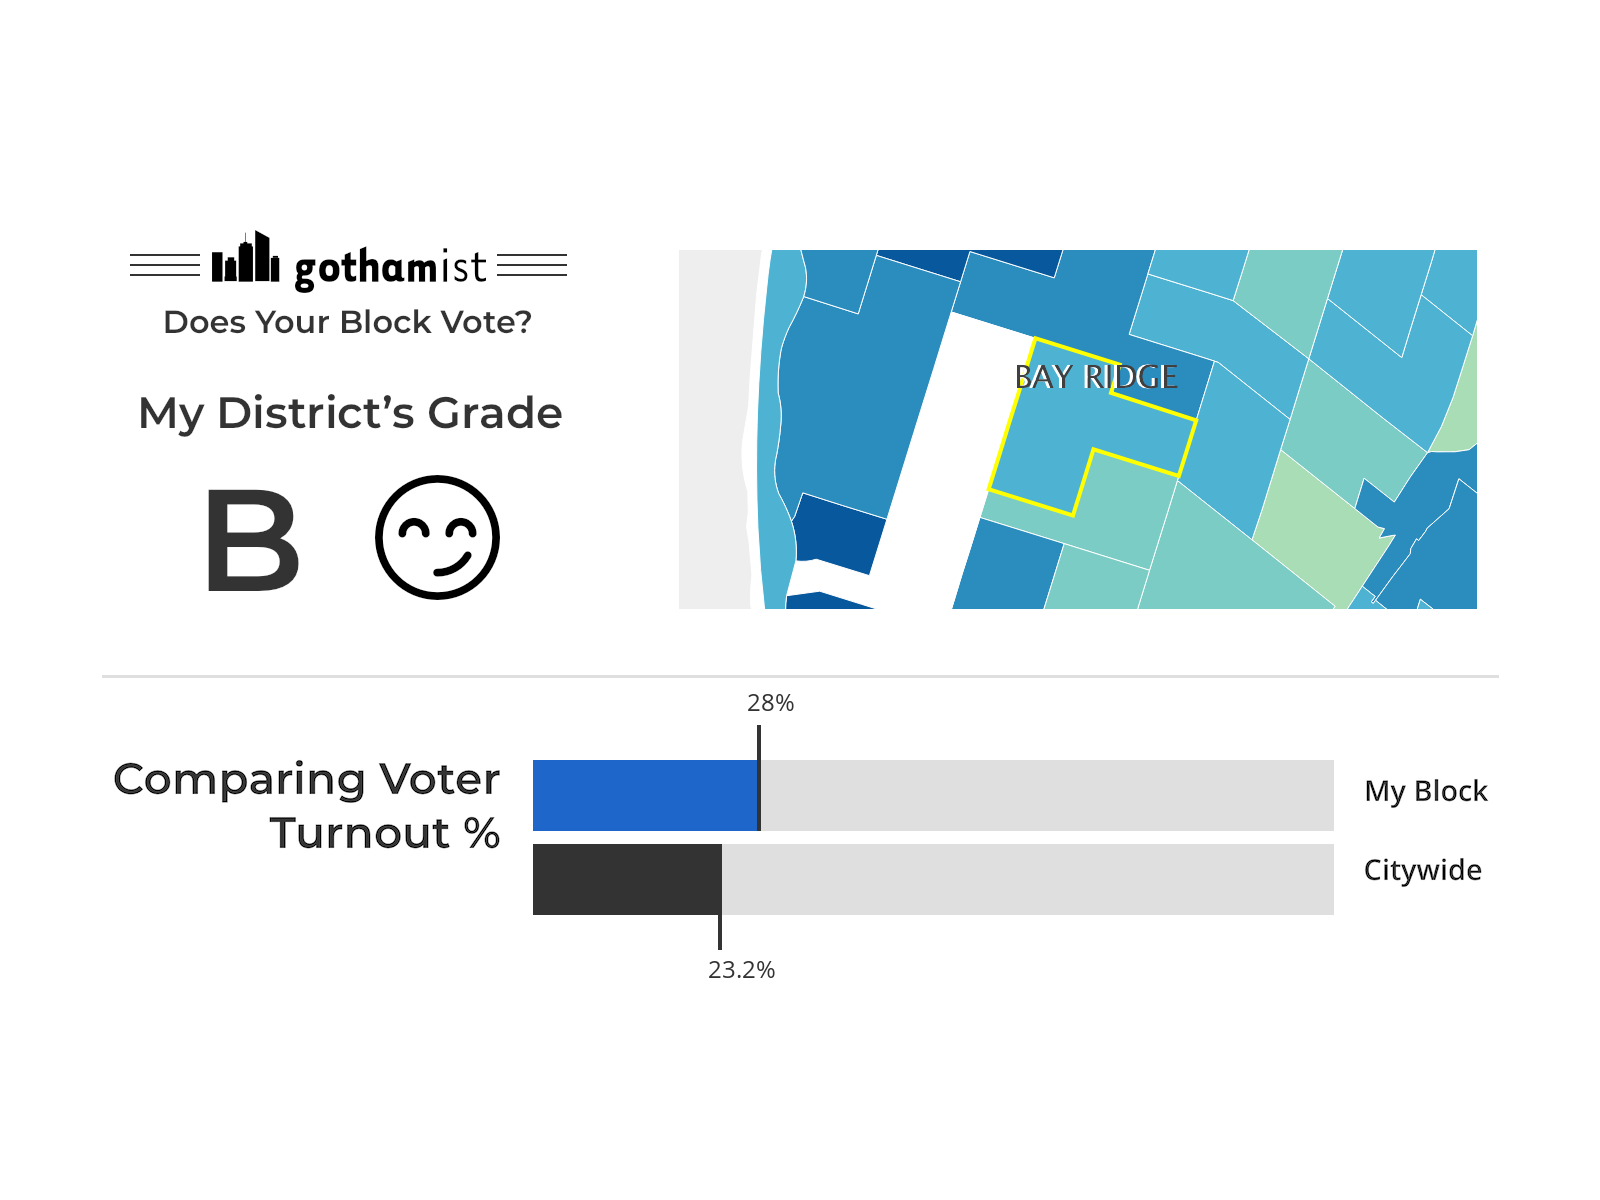 gothamist
Does Your Block Vote?
My District’s Grade
B
BAY RIDGE
28%
Comparing Voter
Turnout %
My Block
Citywide
23.2%